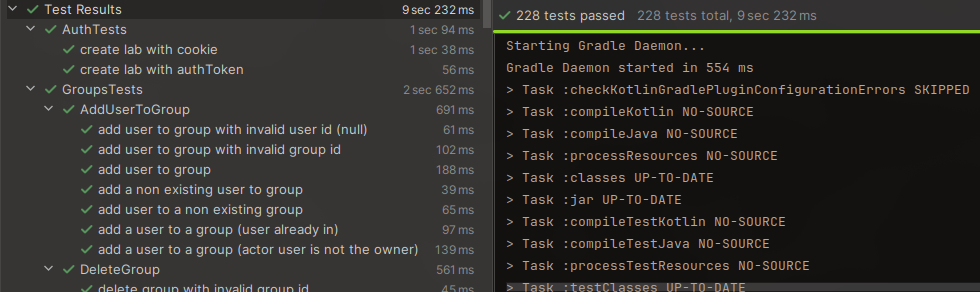 Test Results 9 sec 232 ms
AuthTests 1 sec 94 ms
create lab with cookie 1 sec 38 ms
create lab with authToken 56 ms
GroupsTests 2 sec 652 ms
AddUserToGroup 691 ms
add user to group with invalid user id (null) 61 ms
add user to group with invalid group id 102 ms
add user to group 188 ms
add a non existing user to group 39 ms
add user to a non existing group 65 ms
add a user to a group (user already in) 97 ms
add a user to a group (actor user is not the owner) 139 ms
DeleteGroup 561 ms
delete group with invalid group id 45 ms
228 tests passed 228 tests total, 9 sec 232 ms
Starting Gradle Daemon...
Gradle Daemon started in 554 ms
> Task :checkKotlinGradlePluginConfigurationErrors SKIPPED
> Task :compileKotlin NO-SOURCE
> Task :compileJava NO-SOURCE
> Task :processResources NO-SOURCE
> Task :classes UP-TO-DATE
> Task :jar UP-TO-DATE
> Task :compileTestKotlin NO-SOURCE
> Task :compileTestJava NO-SOURCE
> Task :processTestResources NO-SOURCE
> Task :testClasses UP-TO-DATE